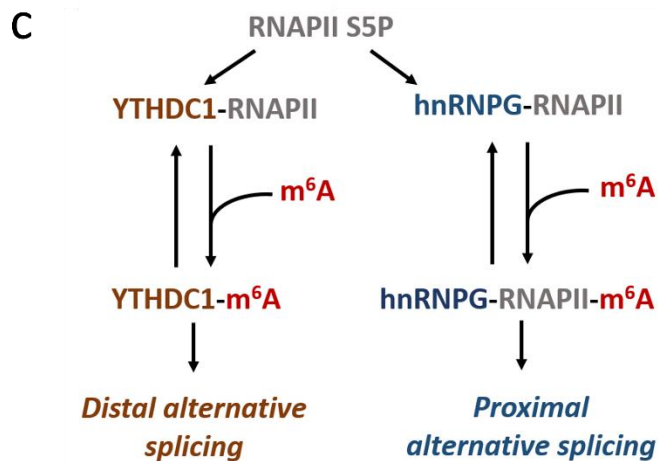 C
RNAPII S5P
YTHDC1-RNAPII
hnRNPG-RNAPII
m⁶A
m⁶A
YTHDC1-m⁶A
hnRNPG-RNAPII-m⁶A
Distal alternative
splicing
Proximal
alternative splicing